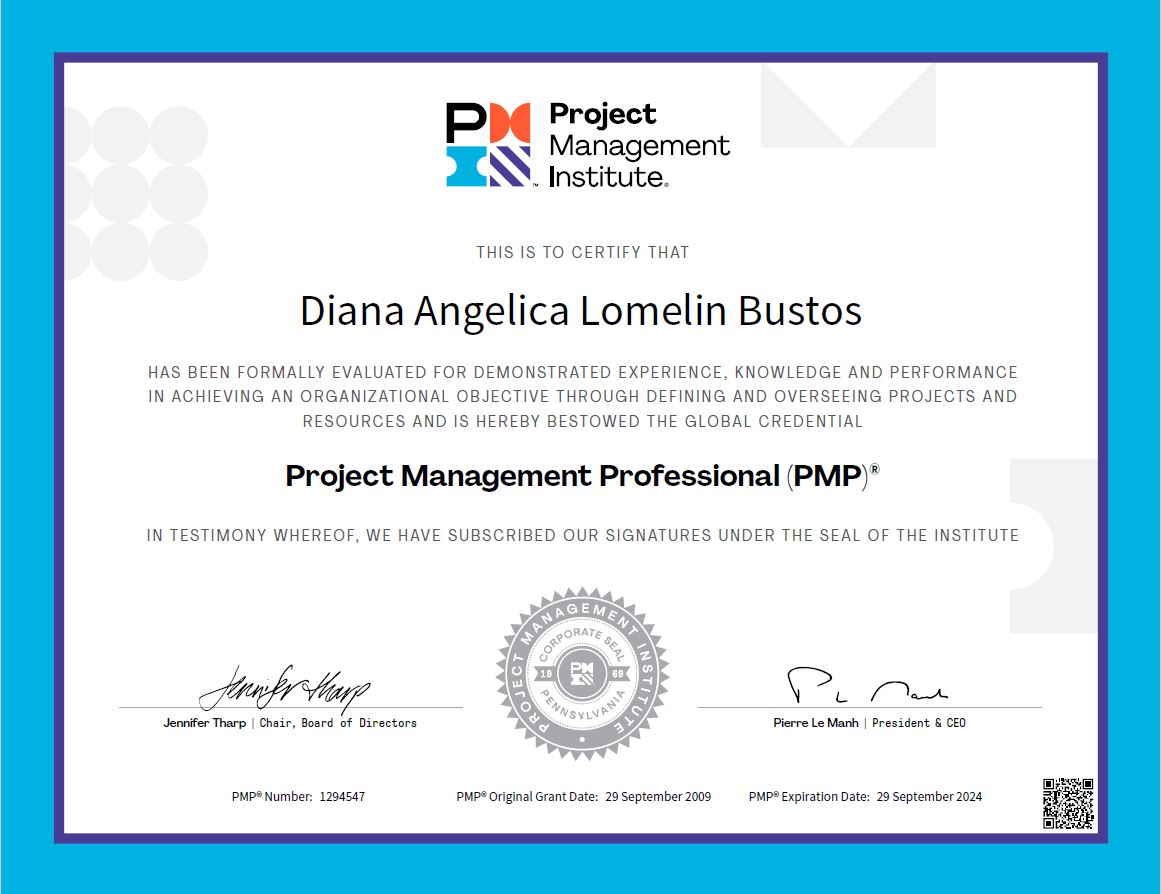 PM
Project
Management
Institute®
™
THIS IS TO CERTIFY THAT
Diana Angelica Lomelin Bustos
HAS BEEN FORMALLY EVALUATED FOR DEMONSTRATED EXPERIENCE, KNOWLEDGE AND PERFORMANCE
IN ACHIEVING AN ORGANIZATIONAL OBJECTIVE THROUGH DEFINING AND OVERSEEING PROJECTS AND
RESOURCES AND IS HEREBY BESTOWED THE GLOBAL CREDENTIAL
Project Management Professional (PMP)®
IN TESTIMONY WHEREOF, WE HAVE SUBSCRIBED OUR SIGNATURES UNDER THE SEAL OF THE INSTITUTE
PROJECT MANAGEMENT INSTITUTE
CORPORATE SEAL
19 69
PENNSYLVANIA
Jennifer Tharp
Jennifer Tharp | Chair, Board of Directors
P L Manh
Pierre Le Manh | President & CEO
PMP® Number: 1294547
PMP® Original Grant Date: 29 September 2009
PMP® Expiration Date: 29 September 2024